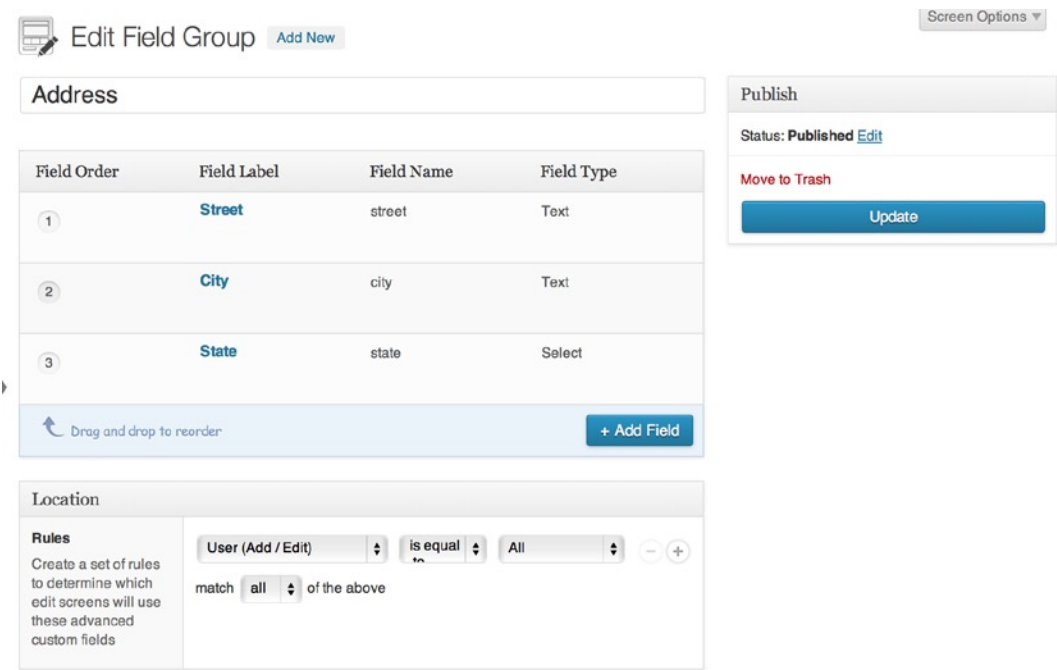 Screen Options
Edit Field Group Add New
Address
Field Order Field Label Field Name Field Type
1 Street street Text
2 City city Text
3 State state Select
Drag and drop to reorder + Add Field
Location
Rules
Create a set of rules
to determine which
edit screens will use
these advanced
custom fields
User (Add / Edit) is equal to All
match all of the above
Publish
Status: Published Edit
Move to Trash
Update